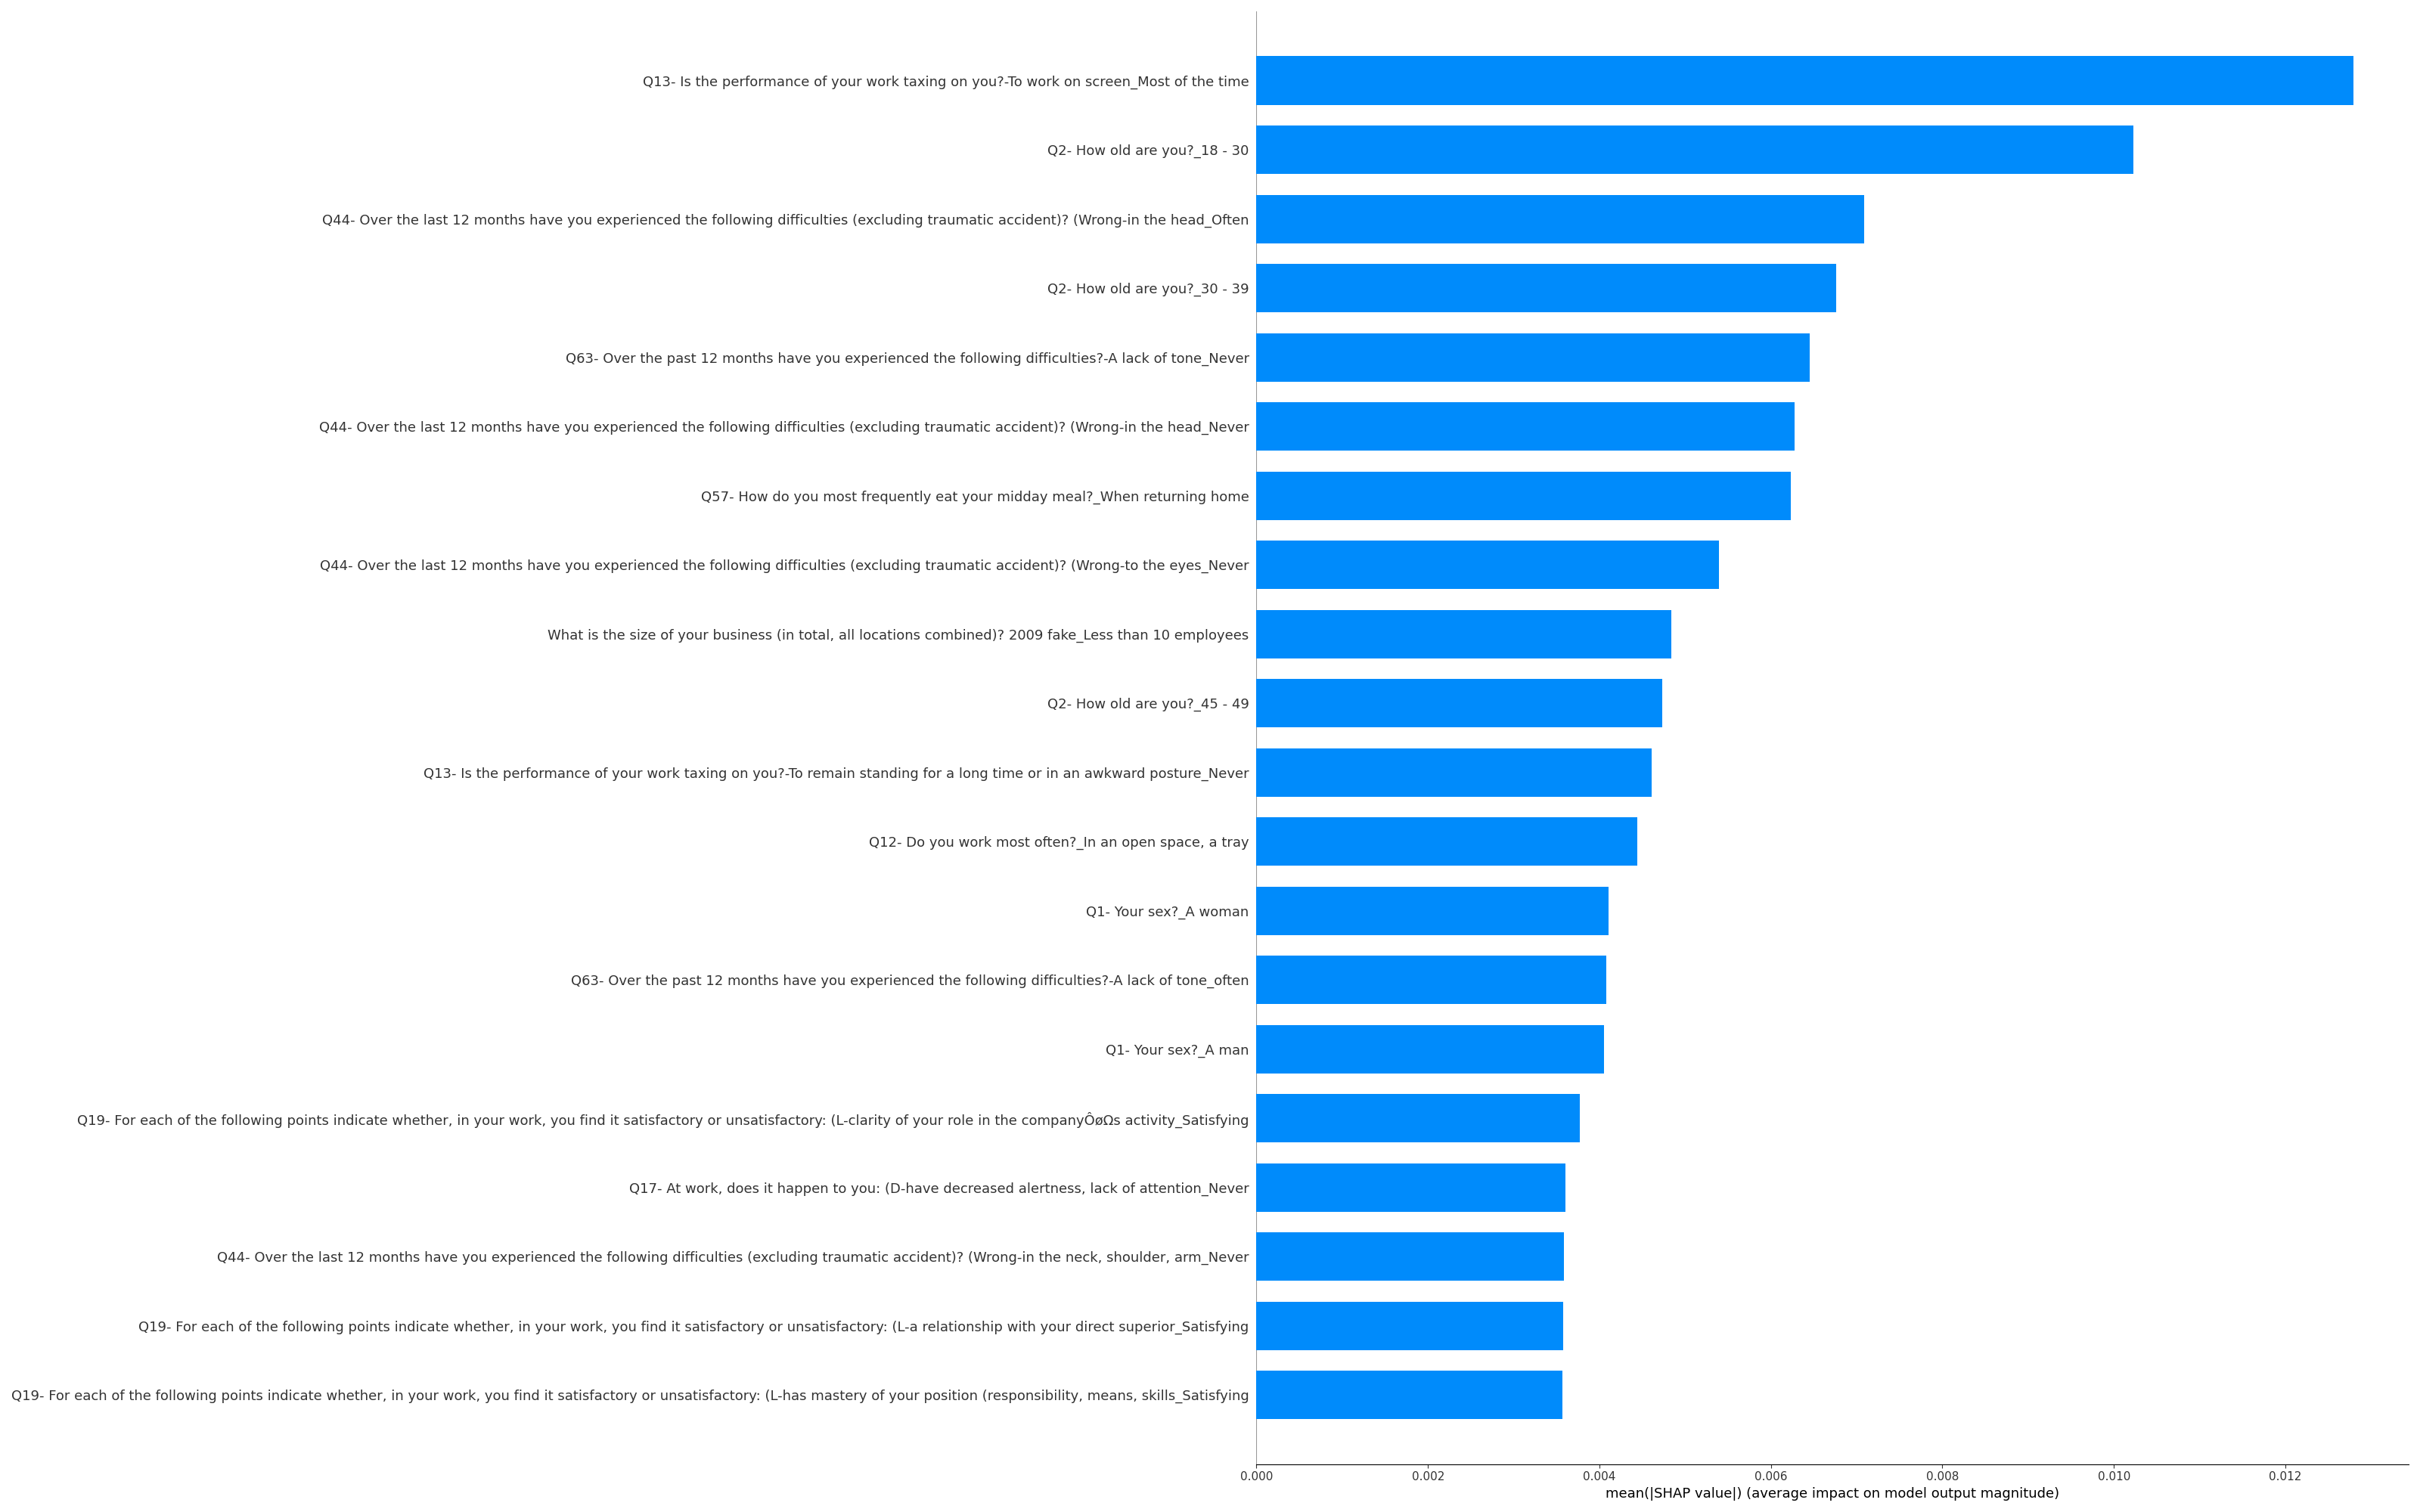 Q13- Is the performance of your work taxing on you?-To work on screen_Most of the time
Q2- How old are you?_18 - 30
Q44- Over the last 12 months have you experienced the following difficulties (excluding traumatic accident)? (Wrong-in the head_Often
Q2- How old are you?_30 - 39
Q63- Over the past 12 months have you experienced the following difficulties?-A lack of tone_Never
Q44- Over the last 12 months have you experienced the following difficulties (excluding traumatic accident)? (Wrong-in the head_Never
Q57- How do you most frequently eat your midday meal?_When returning home
Q44- Over the last 12 months have you experienced the following difficulties (excluding traumatic accident)? (Wrong-to the eyes_Never
What is the size of your business (in total, all locations combined)? 2009 fake_Less than 10 employees
Q2- How old are you?_45 - 49
Q13- Is the performance of your work taxing on you?-To remain standing for a long time or in an awkward posture_Never
Q12- Do you work most often?_In an open space, a tray
Q1- Your sex?_A woman
Q63- Over the past 12 months have you experienced the following difficulties?-A lack of tone_often
Q1- Your sex?_A man
Q19- For each of the following points indicate whether, in your work, you find it satisfactory or unsatisfactory: (L-clarity of your role in the companyÔøΩs activity_Satisfying
Q17- At work, does it happen to you: (D-have decreased alertness, lack of attention_Never
Q44- Over the last 12 months have you experienced the following difficulties (excluding traumatic accident)? (Wrong-in the neck, shoulder, arm_Never
Q19- For each of the following points indicate whether, in your work, you find it satisfactory or unsatisfactory: (L-a relationship with your direct superior_Satisfying
Q19- For each of the following points indicate whether, in your work, you find it satisfactory or unsatisfactory: (L-has mastery of your position (responsibility, means, skills_Satisfying
0.000 0.002 0.004 0.006 0.008 0.010 0.012
mean(|SHAP value|) (average impact on model output magnitude)